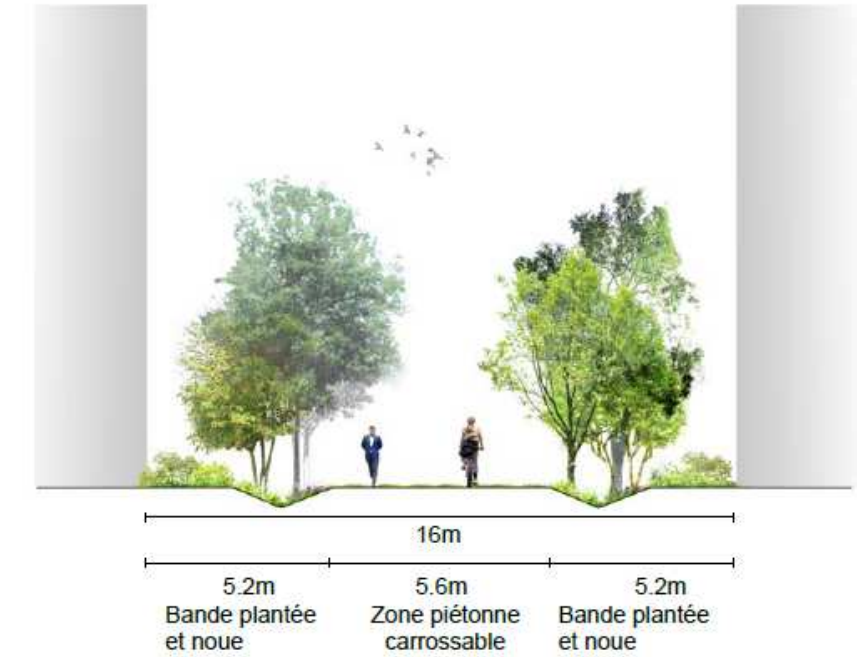 16m
5.2m
5.6m
5.2m
Bande plantée
et noue
Zone piétonne
carrossable
Bande plantée
et noue